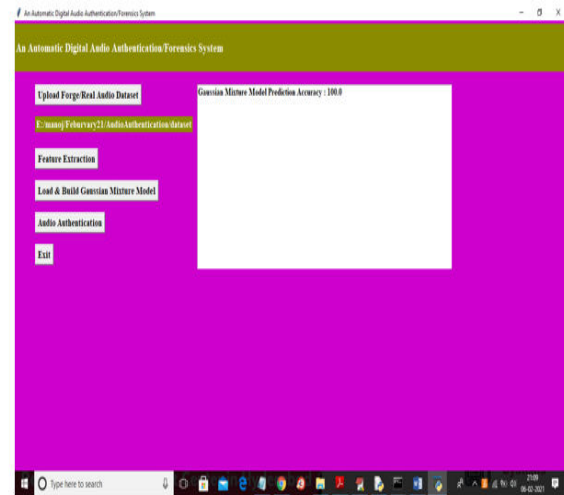 An Automatic Digital Audio Authentication/Forensics System
An Automatic Digital Audio Authentication/Forensics System
Upload Forge/Real Audio Dataset
Gaussian Mixture Model Prediction Accuracy : 100.0
E:/manoj/Feburvary21/AudioAuthentication/dataset
Feature Extraction
Load & Build Gaussian Mixture Model
Audio Authentication
Exit
Type here to search
21:09
06-02-2021